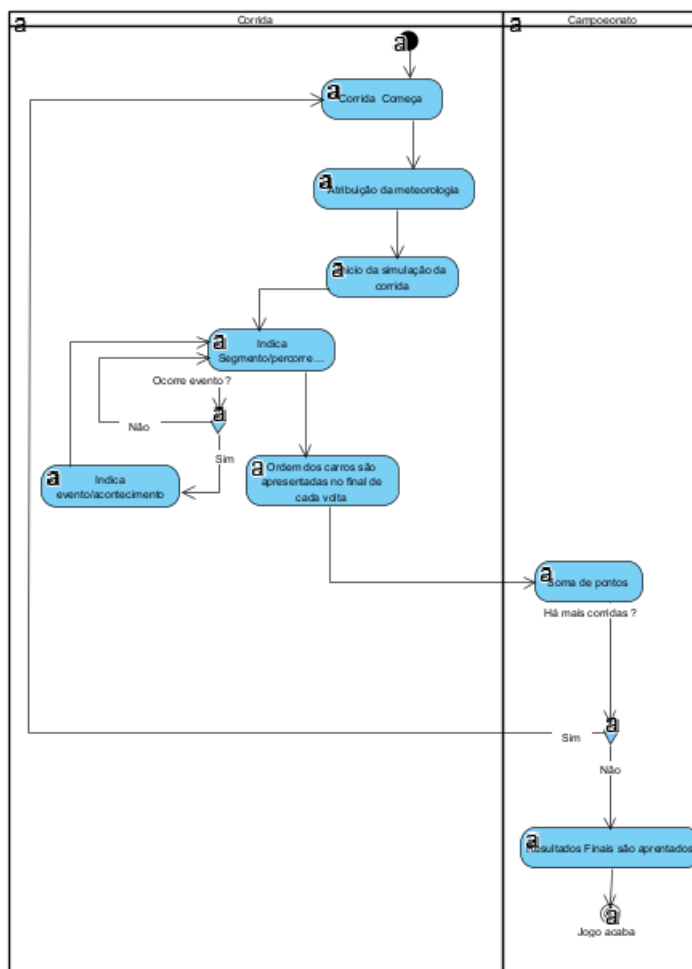 Corrida
Campoeonato
Corrida Começa
Atribuição da meteorologia
Início da simulação da
corrida
Indica
Segmento/percorre ...
Ocorre evento ?
Não
Sim
Indica
evento/acontecimento
Ordem dos carros são
apresentadas no final de
cada volta
Soma de pontos
Há mais corridas ?
Sim
Não
Resultados Finais são aprentados
Jogo acaba